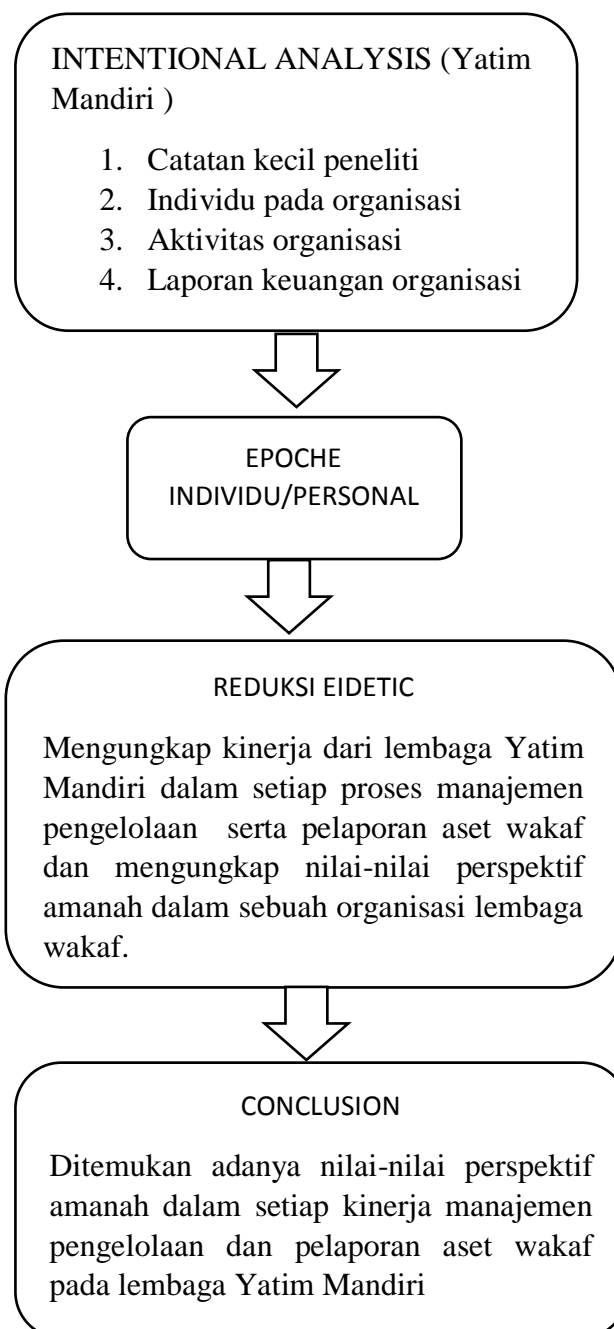 INTENTIONAL ANALYSIS (Yatim
Mandiri )
1. Catatan kecil peneliti
2. Individu pada organisasi
3. Aktivitas organisasi
4. Laporan keuangan organisasi
EPOCHE
INDIVIDU/PERSONAL
REDUKSI EIDETIC
Mengungkap kinerja dari lembaga Yatim
Mandiri dalam setiap proses manajemen
pengelolaan serta pelaporan aset wakaf
dan mengungkap nilai-nilai perspektif
amanah dalam sebuah organisasi lembaga
wakaf.
CONCLUSION
Ditemukan adanya nilai-nilai perspektif
amanah dalam setiap kinerja manajemen
pengelolaan dan pelaporan aset wakaf
pada lembaga Yatim Mandiri